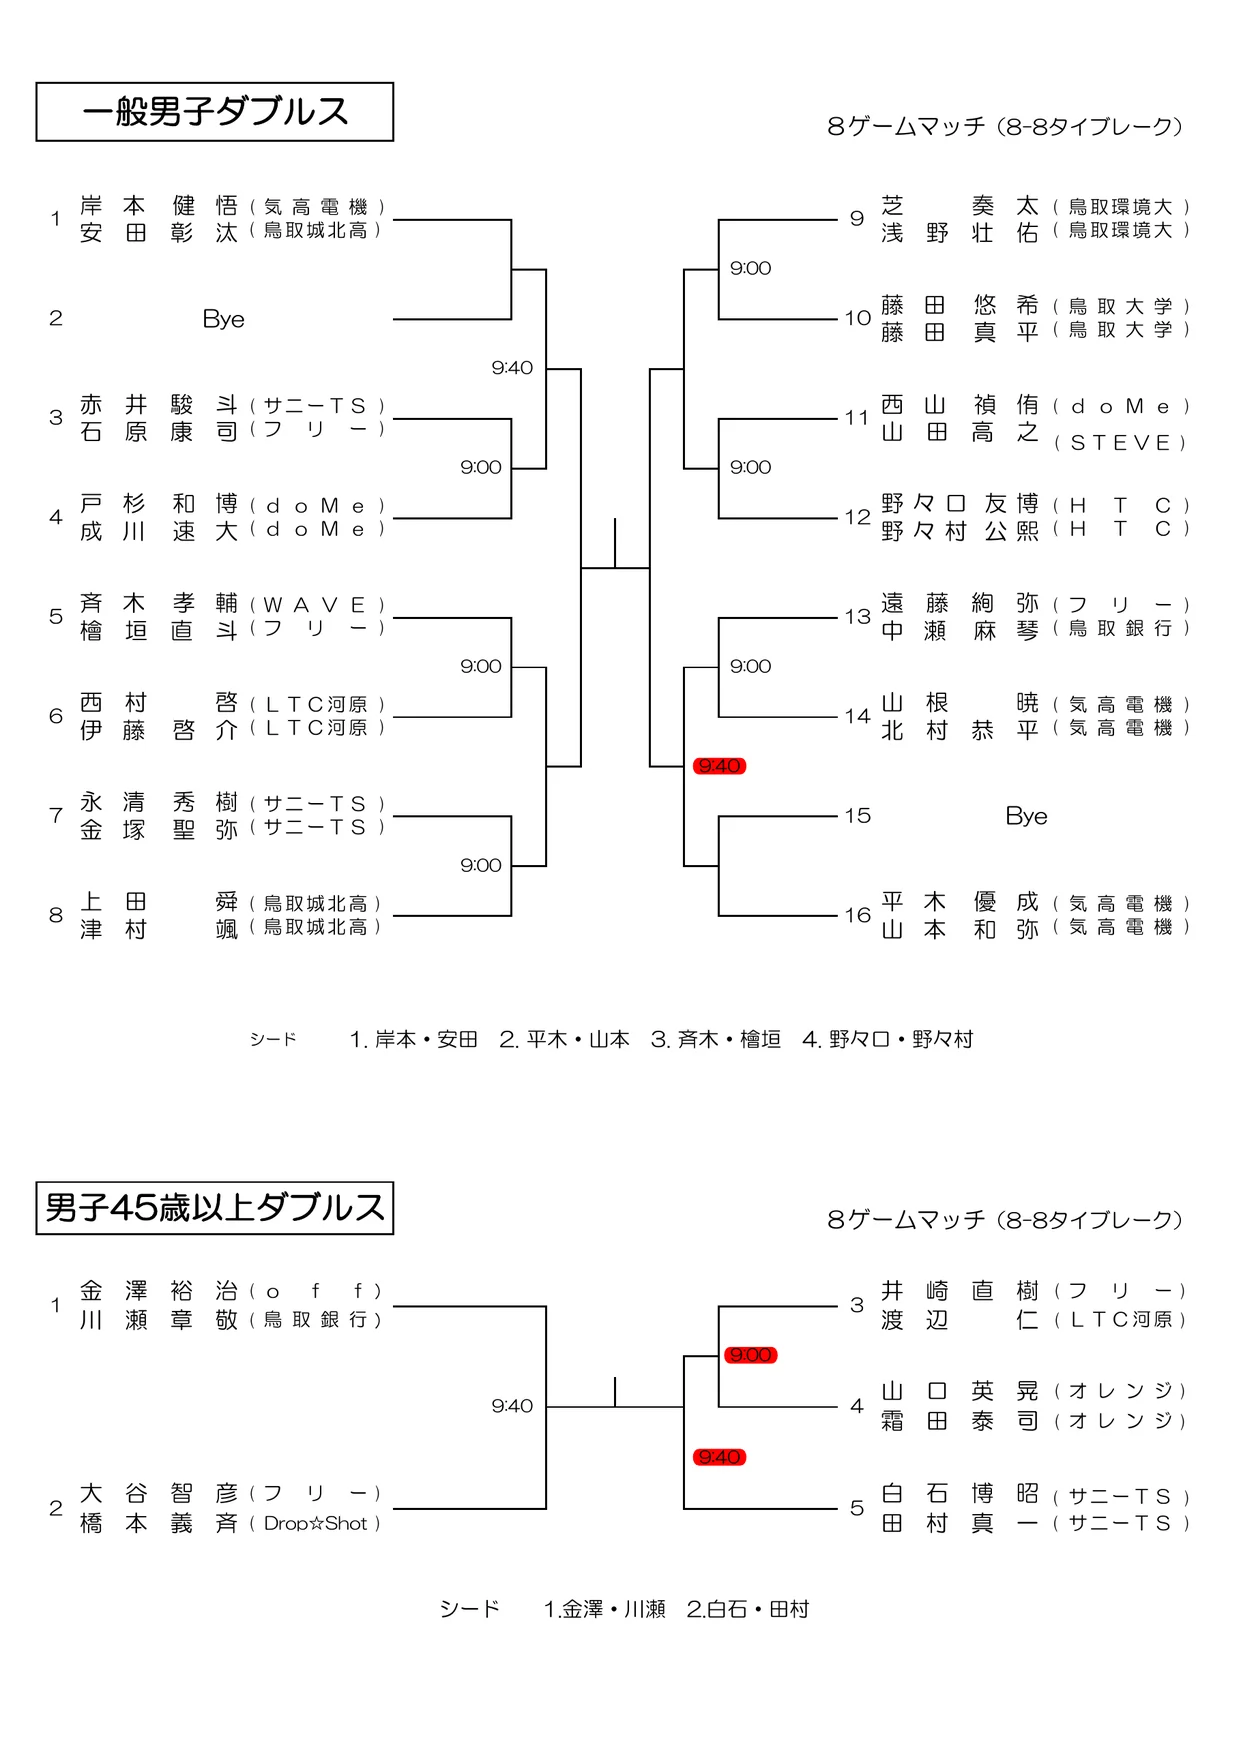 一般男子ダブルス
8ゲームマッチ（8-8タイブレーク）
1 岸本健悟（気高電機）
安田彰汰（鳥取城北高）
2 Bye
9:40
3 赤井駿斗（サニーTS）
石原康司（フリー）
9:00
4 戸杉和博（doMe）
成川速大（doMe）
5 斉木孝輔（WAVE）
檜垣直斗（フリー）
9:00
6 西村啓（LTC河原）
伊藤啓介（LTC河原）
7 永清秀樹（サニーTS）
金塚聖弥（サニーTS）
9:00
8 上田舜（鳥取城北高）
津村颯（鳥取城北高）
9 芝奏太（鳥取環境大）
浅野壮佑（鳥取環境大）
9:00
10 藤田悠希（鳥取大学）
藤田真平（鳥取大学）
11 西山禎侑（doMe）
山田高之（STEVE）
9:00
12 野々口友博（HTC）
野々村公熙（HTC）
13 遠藤絢弥（フリー）
中瀬麻琴（鳥取銀行）
9:00
14 山根暁（気高電機）
北村恭平（気高電機）
9:40
15 Bye
16 平木優成（気高電機）
山本和弥（気高電機）
シード 1. 岸本・安田 2. 平木・山本 3. 斉木・檜垣 4. 野々口・野々村
男子45歳以上ダブルス
8ゲームマッチ（8-8タイブレーク）
1 金澤裕治（off）
川瀬章敬（鳥取銀行）
9:40
2 大谷智彦（フリー）
橋本義斉（Drop☆Shot）
3 井崎直樹（フリー）
渡辺仁（LTC河原）
9:00
4 山口英晃（オレンジ）
霜田泰司（オレンジ）
9:40
5 白石博昭（サニーTS）
田村真一（サニーTS）
シード 1.金澤・川瀬 2.白石・田村